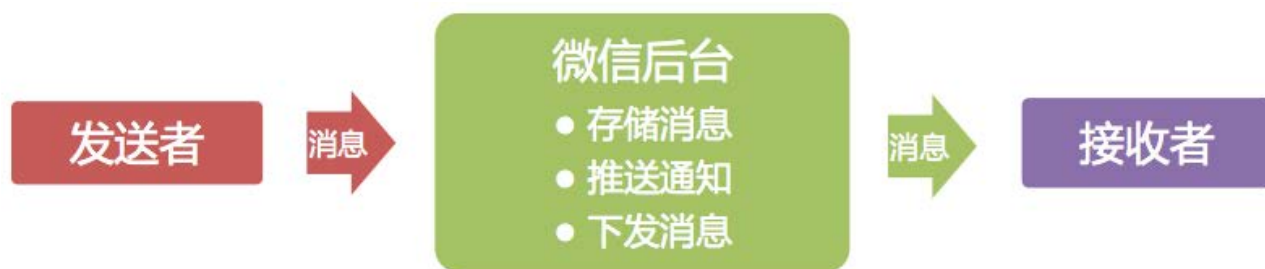 发送者
消息
微信后台
● 存储消息
● 推送通知
● 下发消息
消息
接收者